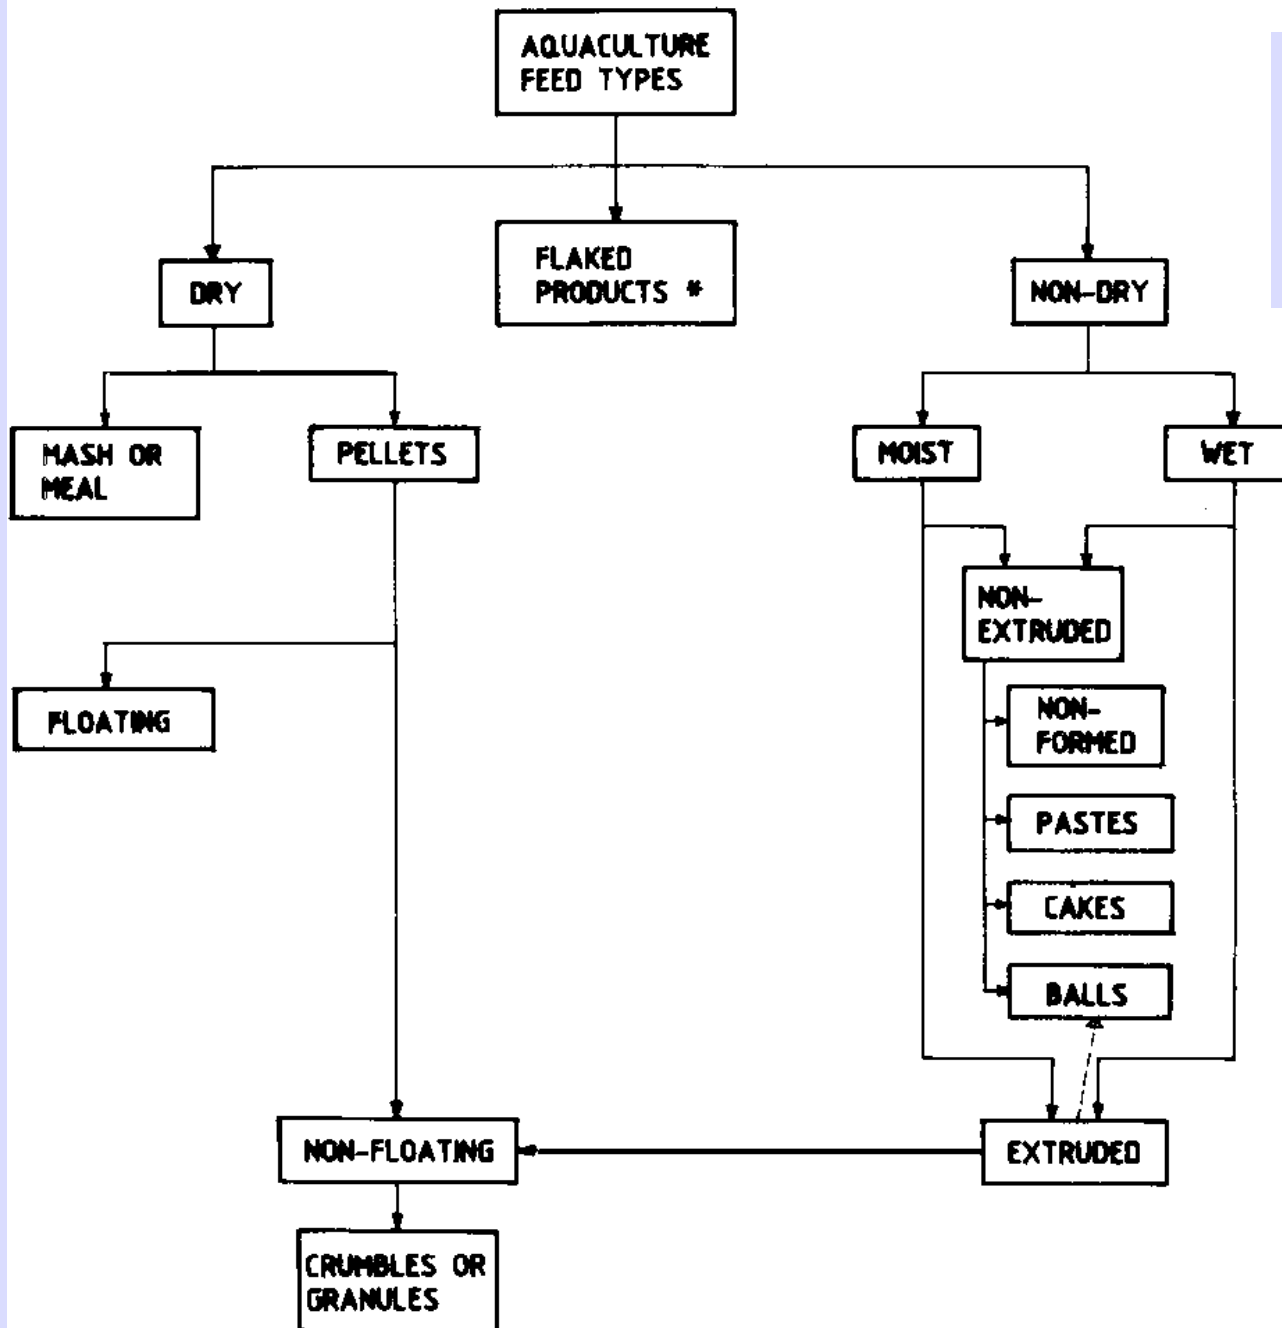 AQUACULTURE
FEED TYPES
DRY
FLAKED
PRODUCTS *
NON-DRY
MASH OR
MEAL
PELLETS
MOIST
WET
NON-
EXTRUDED
FLOATING
NON-
FORMED
PASTES
CAKES
BALLS
NON-FLOATING
EXTRUDED
CRUMBLES OR
GRANULES